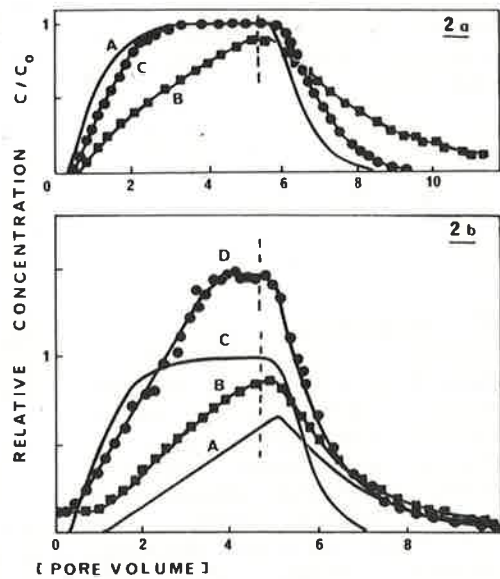 2a
1
A
C
B
0 2 4 6 8 10
RELATIVE CONCENTRATION C/C₀
2b
D
1
C
B
A
0 2 4 6 8
[PORE VOLUME]